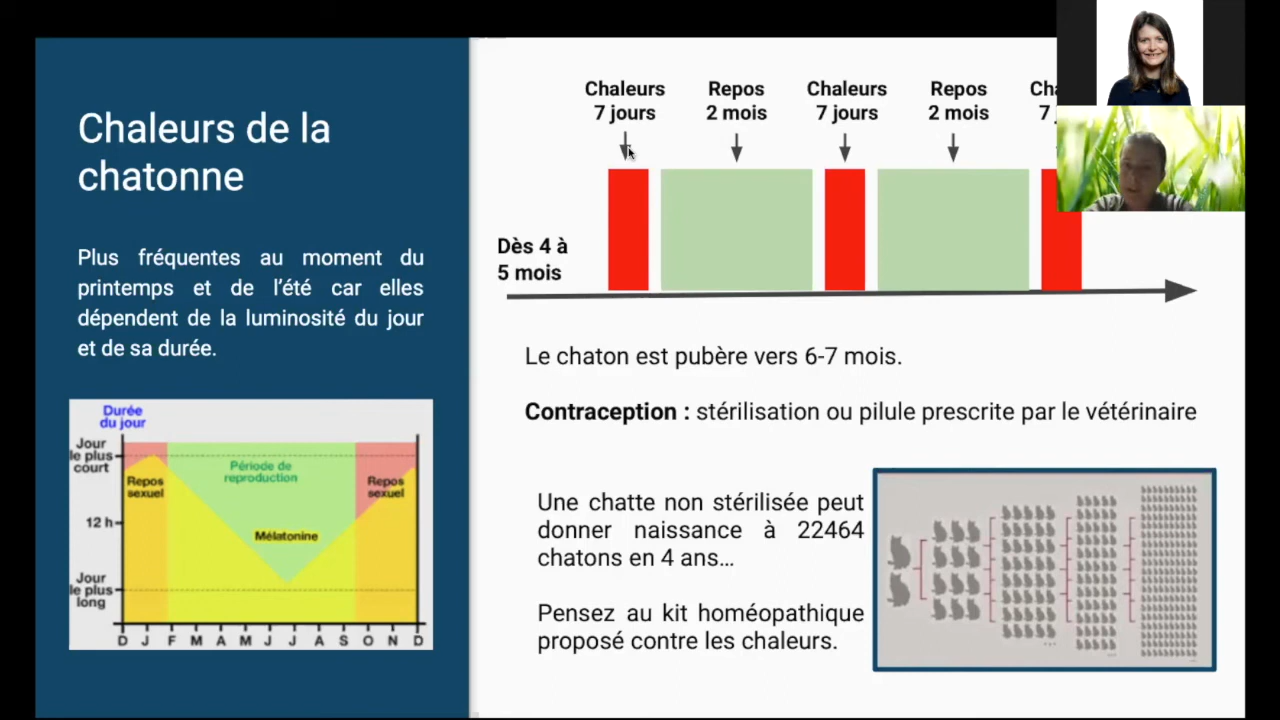 Chaleurs de la
chatonne
Plus fréquentes au moment du
printemps et de l'été car elles
dépendent de la luminosité du jour
et de sa durée.
Durée
du jour
Jour
le plus
court
12 h
Jour
le plus
long
Repos
sexuel
Période de
reproduction
Repos
sexuel
Mélatonine
D J F M A M J J A S O N D
Chaleurs
7 jours
Repos
2 mois
Chaleurs
7 jours
Repos
2 mois
7
Dès 4 à
5 mois
Le chaton est pubère vers 6-7 mois.
Contraception : stérilisation ou pilule prescrite par le vétérinaire
Une chatte non stérilisée peut
donner naissance à 22464
chatons en 4 ans...
Pensez au kit homéopathique
proposé contre les chaleurs.